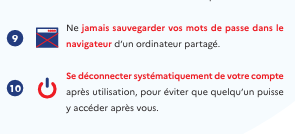 9
Ne jamais sauvegarder vos mots de passe dans le
navigateur d'un ordinateur partagé.
10
Se déconnecter systématiquement de votre compte
après utilisation, pour éviter que quelqu'un puisse
y accéder après vous.